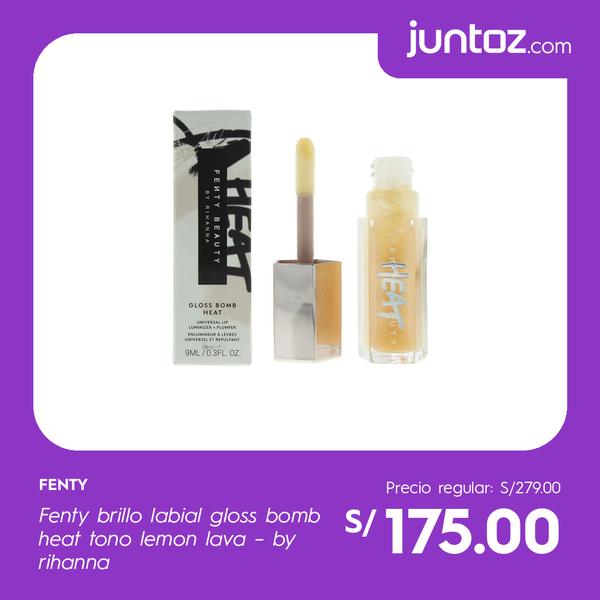 juntoz.com
HEAT
FENTY BEAUTY
BY RIHANNA
GLOSS BOMB
HEAT
UNIVERSAL LIP
LUMINIZER + PLUMPER
ENLUMINEUR À LÈVRES
UNIVERSEL ET REPULPANT
9ML / 0.3FL. OZ.
HEAT
FENTY
Precio regular: S/279.00
Fenty brillo labial gloss bomb
heat tono lemon lava - by
rihanna
S/175.00